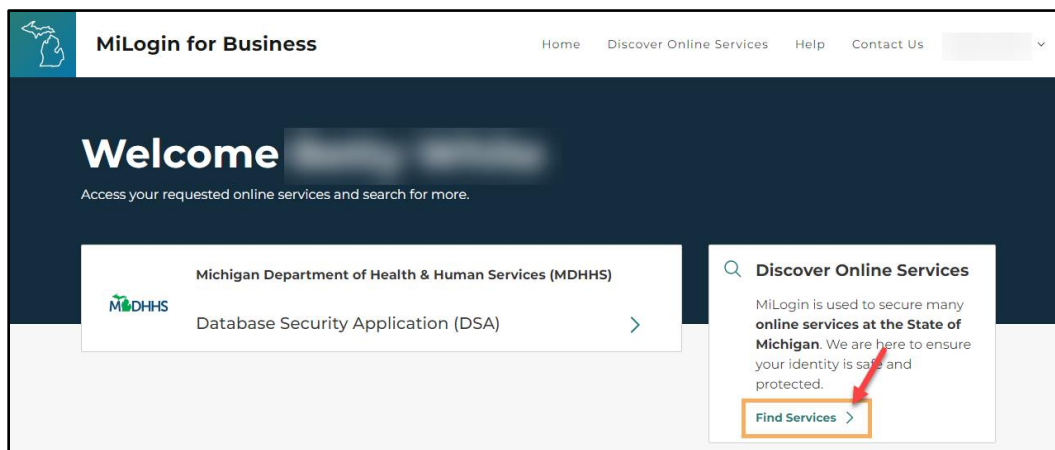 MiLogin for Business
Home Discover Online Services Help Contact Us
Welcome
Access your requested online services and search for more.
Michigan Department of Health & Human Services (MDHHS)
MDHHS
Database Security Application (DSA)
Discover Online Services
MiLogin is used to secure many
online services at the State of
Michigan. We are here to ensure
your identity is safe and
protected.
Find Services